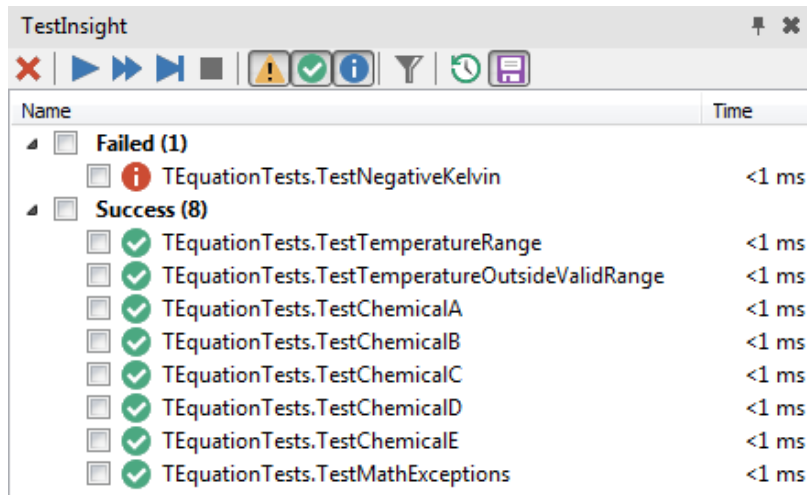 TestInsight
Name Time
Failed (1)
TEquationTests.TestNegativeKelvin <1 ms
Success (8)
TEquationTests.TestTemperatureRange <1 ms
TEquationTests.TestTemperatureOutsideValidRange <1 ms
TEquationTests.TestChemicalA <1 ms
TEquationTests.TestChemicalB <1 ms
TEquationTests.TestChemicalC <1 ms
TEquationTests.TestChemicalD <1 ms
TEquationTests.TestChemicalE <1 ms
TEquationTests.TestMathExceptions <1 ms